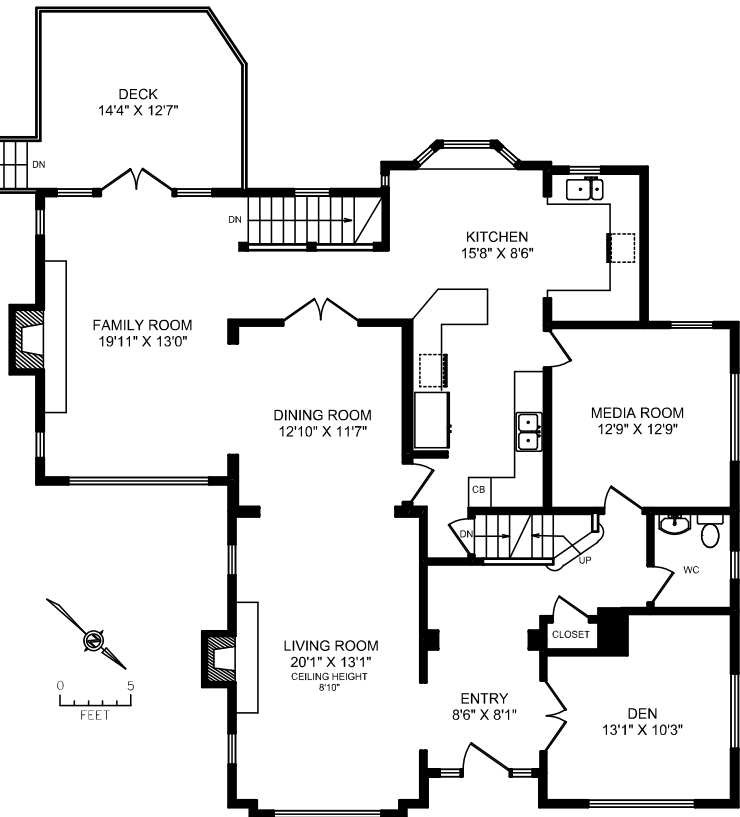 DECK
14'4" X 12'7"
DN
DN
KITCHEN
15'8" X 8'6"
FAMILY ROOM
19'11" X 13'0"
DINING ROOM
12'10" X 11'7"
MEDIA ROOM
12'9" X 12'9"
CB
DN
UP
WC
N
CLOSET
LIVING ROOM
20'1" X 13'1"
CEILING HEIGHT
8'10"
0 5
FEET
ENTRY
8'6" X 8'1"
DEN
13'1" X 10'3"